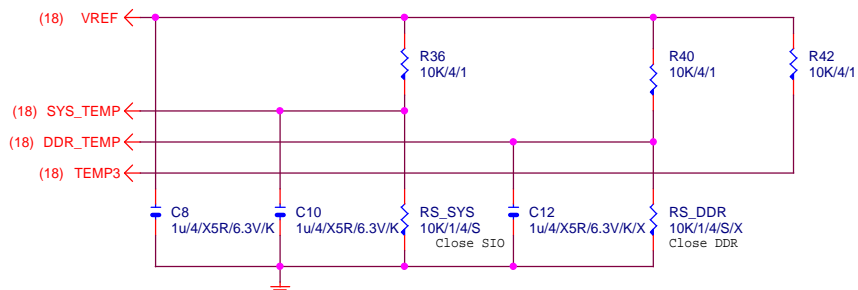 (18) VREF
R36
10K/4/1
R40
10K/4/1
R42
10K/4/1
(18) SYS_TEMP
(18) DDR_TEMP
(18) TEMP3
C8
1u/4/X5R/6.3V/K
C10
1u/4/X5R/6.3V/K
RS_SYS
10K/1/4/S
Close SIO
C12
1u/4/X5R/6.3V/K/X
RS_DDR
10K/1/4/S/X
Close DDR